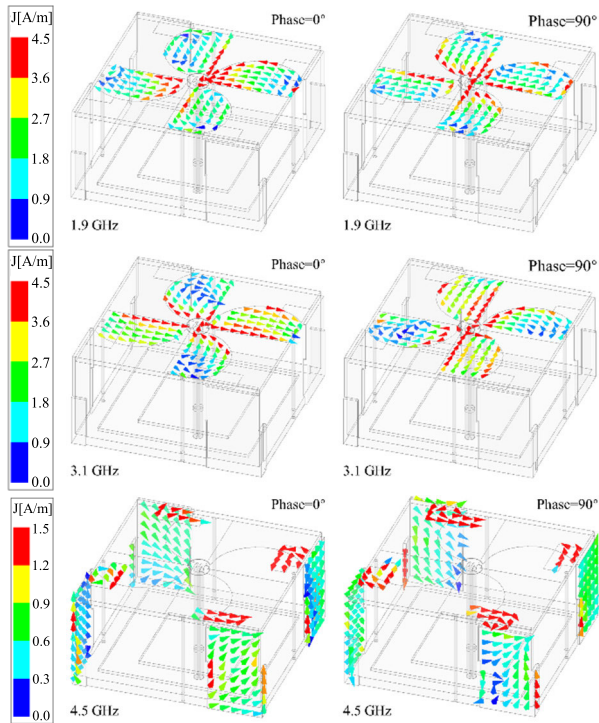 J[A/m]
4.5
3.6
2.7
1.8
0.9
0.0
Phase=0°
1.9 GHz
Phase=90°
1.9 GHz
J[A/m]
4.5
3.6
2.7
1.8
0.9
0.0
Phase=0°
3.1 GHz
Phase=90°
3.1 GHz
J[A/m]
1.5
1.2
0.9
0.6
0.3
0.0
Phase=0°
4.5 GHz
Phase=90°
4.5 GHz